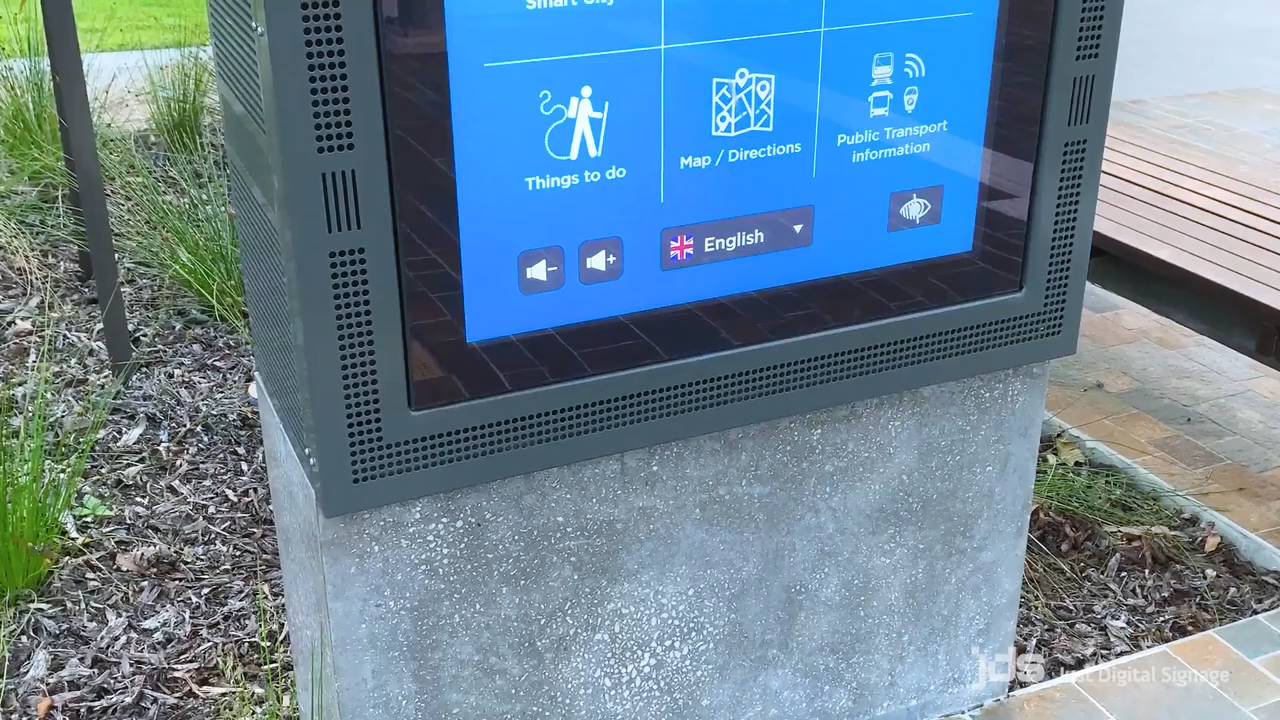 Smart City
Things to do
Map / Directions
Public Transport
information
English
jds Just Digital Signage